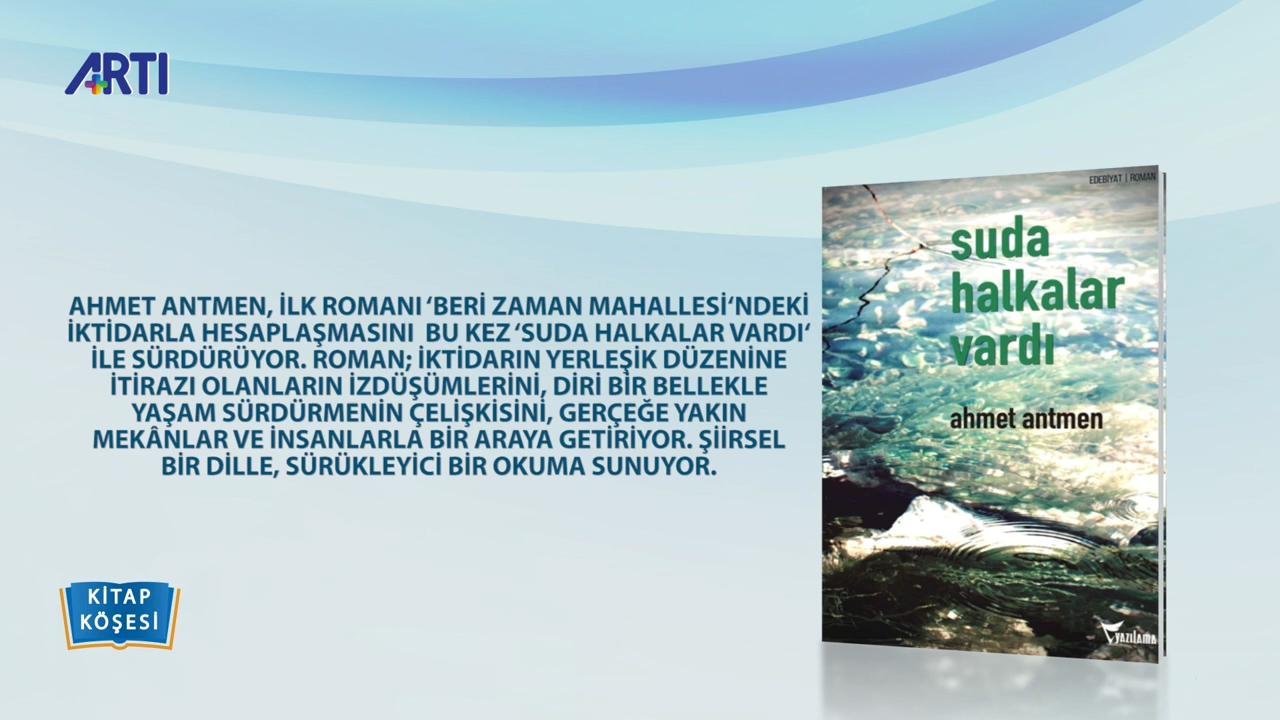 ARTI
AHMET ANTMEN, İLK ROMANI ‘BERİ ZAMAN MAHALLESİ‘NDEKİ
İKTİDARLA HESAPLAŞMASINI  BU KEZ ‘SUDA HALKALAR VARDI‘
İLE SÜRDÜRÜYOR. ROMAN; İKTİDARIN YERLEŞİK DÜZENİNE
İTİRAZI OLANLARIN İZDÜŞÜMLERİNİ, DİRİ BİR BELLEKLE
YAŞAM SÜRDÜRMENİN ÇELİŞKİSİNİ, GERÇEĞE YAKIN
MEKÂNLAR VE İNSANLARLA BİR ARAYA GETİRİYOR. ŞİİRSEL
BİR DİLLE, SÜRÜKLEYİCİ BİR OKUMA SUNUYOR.
KİTAP
KÖŞESİ
EDEBİYAT | ROMAN
suda
halkalar
vardı
ahmet antmen
YAZILAMA